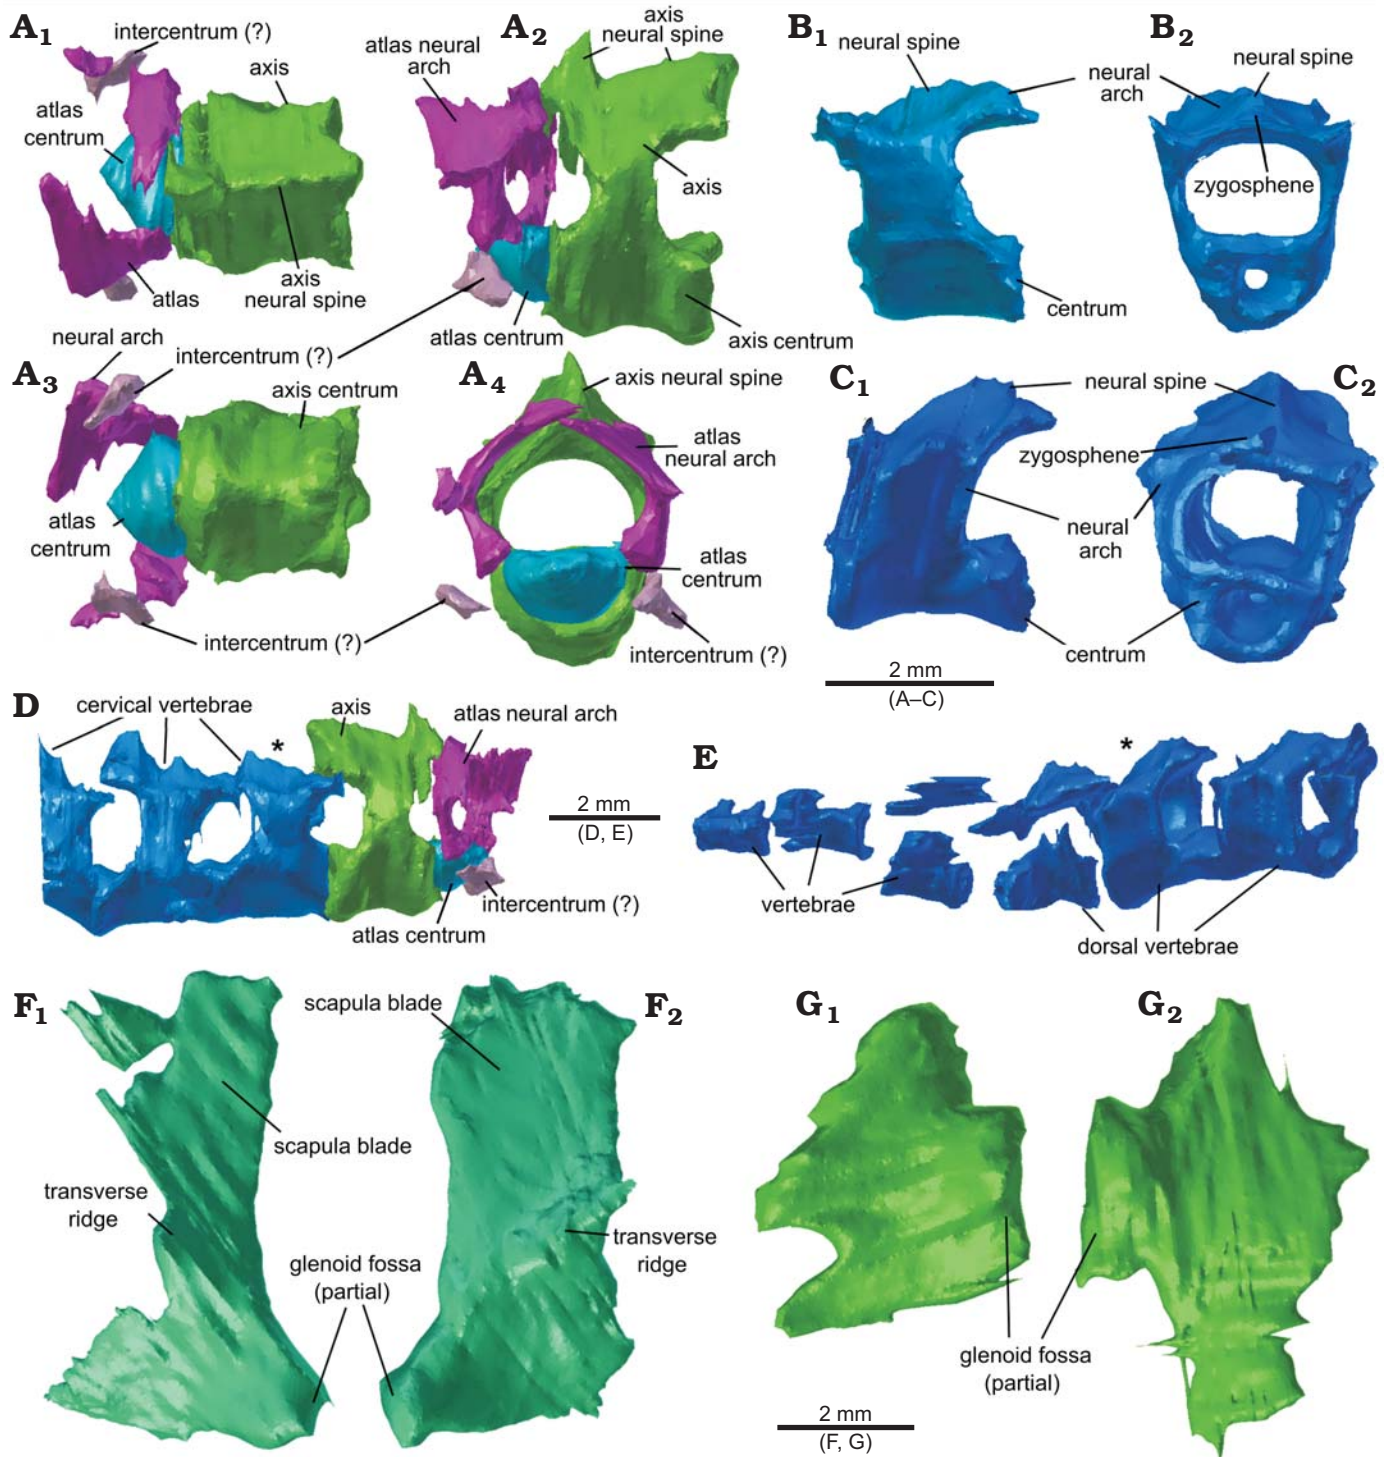 A1
intercentrum (?)
axis
atlas
centrum
atlas
axis
neural spine
A2
axis
neural spine
atlas neural
arch
axis
atlas centrum
axis centrum
B1
neural spine
neural
arch
centrum
B2
neural spine
zygosphene
A3
neural arch
intercentrum (?)
axis centrum
atlas
centrum
intercentrum (?)
A4
axis neural spine
atlas
neural arch
atlas
centrum
intercentrum (?)
C1
neural spine
zygosphene
neural
arch
centrum
C2
2 mm
(A–C)
D
cervical vertebrae
*
axis
atlas neural arch
2 mm
(D, E)
intercentrum (?)
atlas centrum
E
*
vertebrae
dorsal vertebrae
F1
scapula blade
transverse
ridge
glenoid fossa
(partial)
F2
scapula blade
transverse
ridge
G1
G2
glenoid fossa
(partial)
2 mm
(F, G)